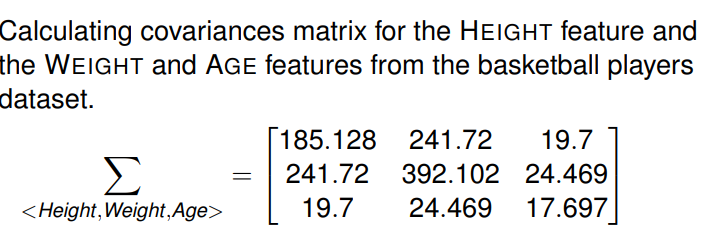 Calculating covariances matrix for the HEIGHT feature and
the WEIGHT and AGE features from the basketball players
dataset.
∑ = [185.128 241.72 19.7
241.72 392.102 24.469
19.7 24.469 17.697]
<Height,Weight,Age>